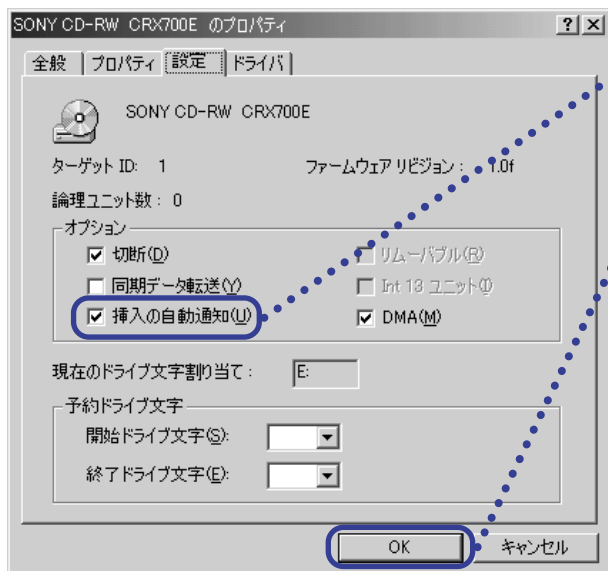 SONY CD-RW CRX700E のプロパティ
全般 プロパティ 設定 ドライバ
SONY CD-RW CRX700E
ターゲット ID: 1 ファームウェア リビジョン: 1.0f
論理ユニット数: 0
オプション
切断(D) リムーバブル(R)
同期データ転送(Y) Int 13 ユニット(I)
挿入の自動通知(U) DMA(M)
現在のドライブ文字割り当て: E:
予約ドライブ文字
開始ドライブ文字(S):
終了ドライブ文字(E):
OK キャンセル